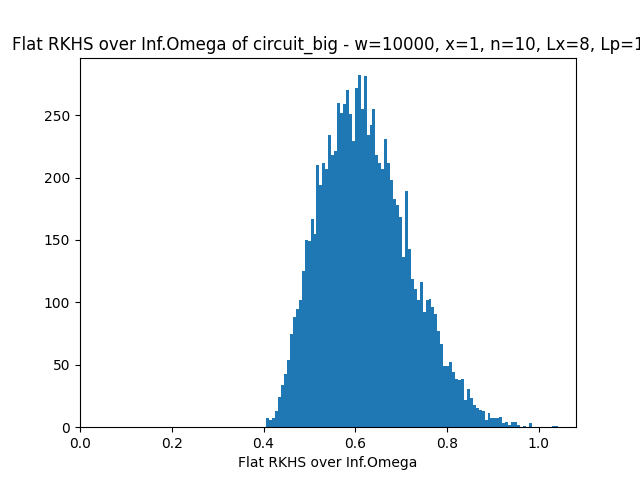 Flat RKHS over Inf.Omega of circuit_big - w=10000, x=1, n=10, Lx=8, Lp=1
250
200
150
100
50
0
0.0 0.2 0.4 0.6 0.8 1.0
Flat RKHS over Inf.Omega